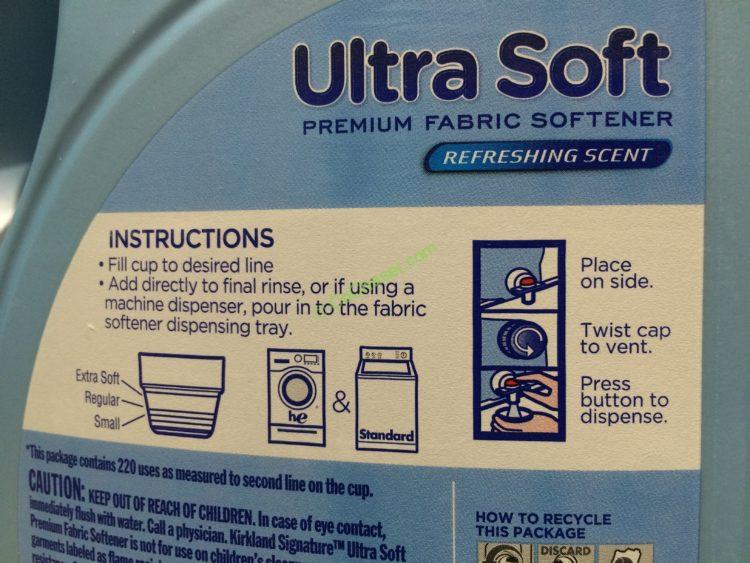 Ultra Soft
PREMIUM FABRIC SOFTENER
REFRESHING SCENT
INSTRUCTIONS
• Fill cup to desired line
• Add directly to final rinse, or if using a
machine dispenser, pour in to the fabric
softener dispensing tray.
Extra Soft
Regular
Small
he
&
Standard
Place
on side.
Twist cap
to vent.
Press
button to
dispense.
*This package contains 220 uses as measured to second line on the cup.
CAUTION: KEEP OUT OF REACH OF CHILDREN. In case of eye contact,
immediately flush with water. Call a physician. Kirkland Signature™ Ultra Soft
Premium Fabric Softener is not for use on children's
garments labeled as flame
HOW TO RECYCLE
THIS PACKAGE
DISCARD